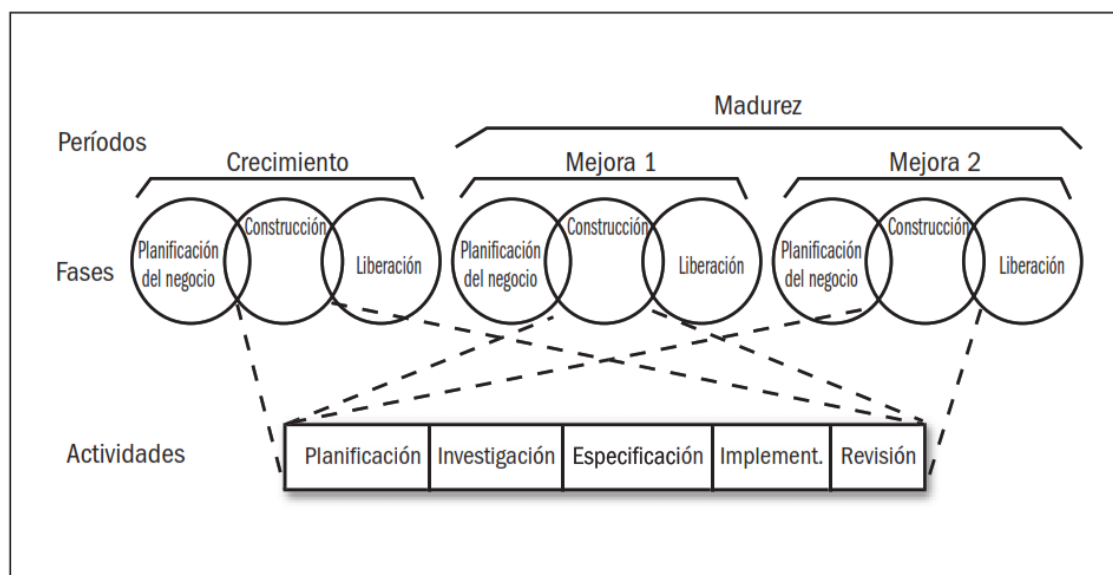 Madurez
Períodos
Crecimiento
Mejora 1
Mejora 2
Fases
Planificación
del negocio
Construcción
Liberación
Planificación
del negocio
Construcción
Liberación
Planificación
del negocio
Construcción
Liberación
Actividades
Planificación
Investigación
Especificación
Implement.
Revisión